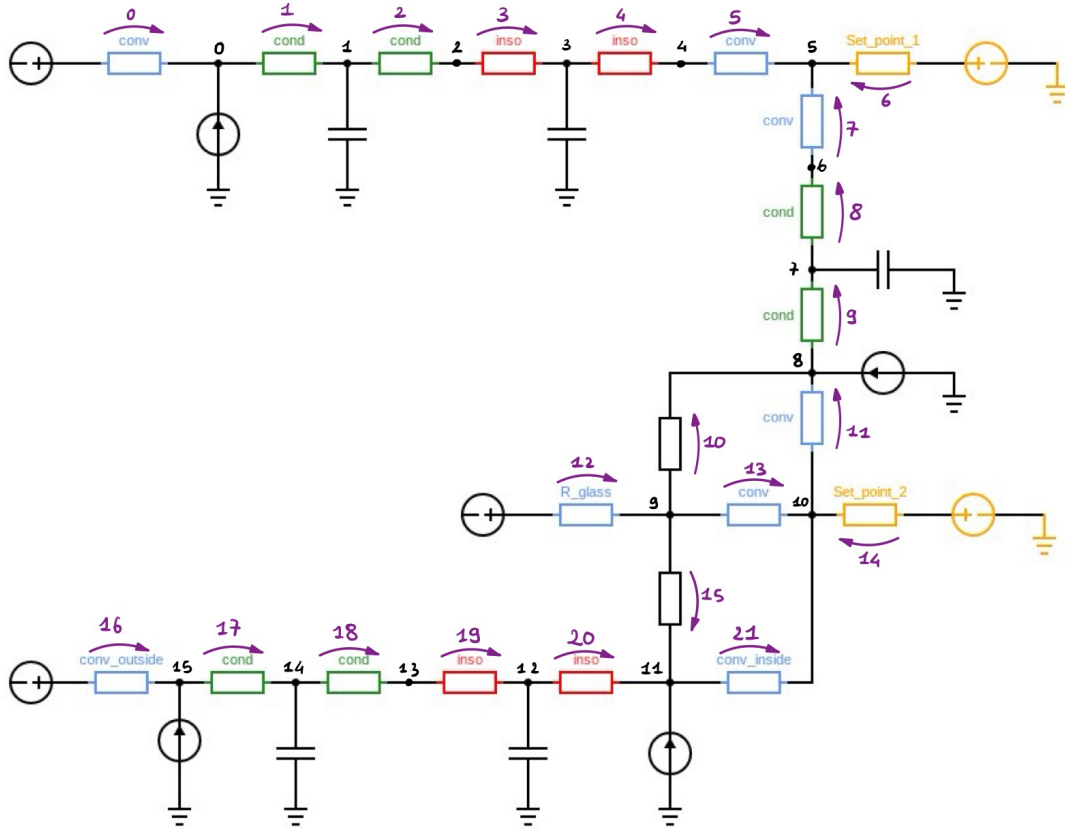 0 1 2 3 4 5
conv cond cond inso inso conv Set_point_1
0 1 2 3 4 5
6
conv 7
6
cond 8
7
cond 9
8
10 conv 11
12 13
R_glass conv Set_point_2
9 10
14
15
16 17 18 19 20 21
conv_outside cond cond inso inso conv_inside
15 14 13 12 11